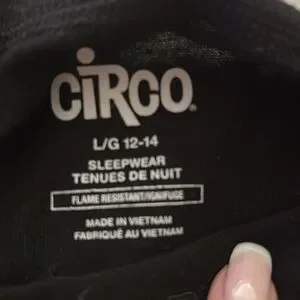 CiRCO®
L/G 12-14
SLEEPWEAR
TENUES DE NUIT
FLAME RESISTANT/IGNIFUGE
MADE IN VIETNAM
FABRIQUÉ AU VIETNAM